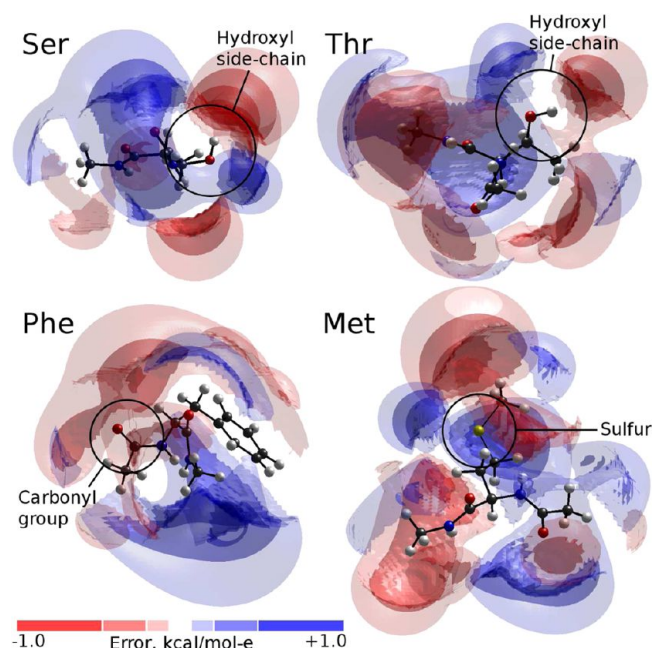 Ser
Hydroxyl
side-chain
Thr
Hydroxyl
side-chain
Phe
Carbonyl
group
Met
Sulfur
-1.0
Error, kcal/mol-e
+1.0